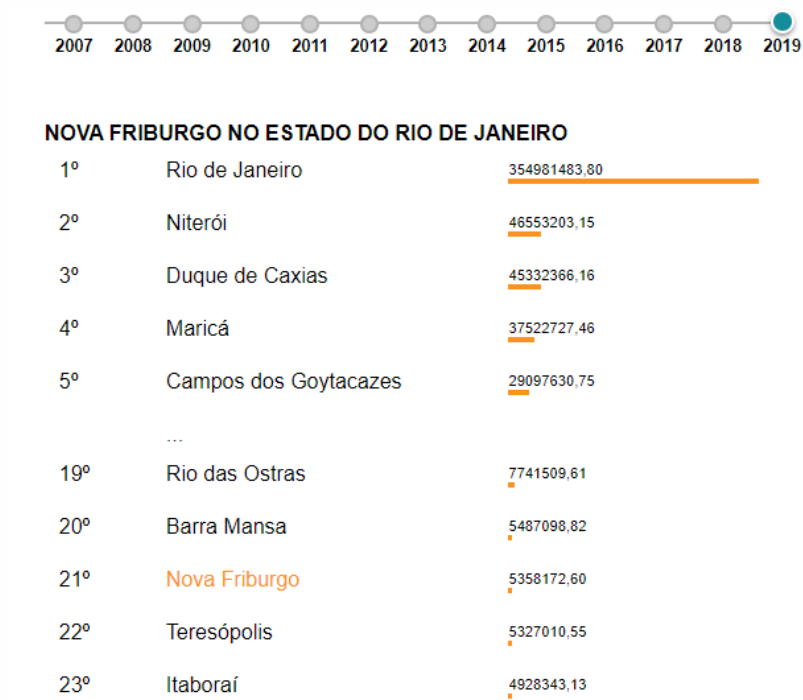 2007 2008 2009 2010 2011 2012 2013 2014 2015 2016 2017 2018 2019
NOVA FRIBURGO NO ESTADO DO RIO DE JANEIRO
1º Rio de Janeiro 354981483,80
2º Niterói 46553203,15
3º Duque de Caxias 45332366,16
4º Maricá 37522727,46
5º Campos dos Goytacazes 29097630,75
...
19º Rio das Ostras 7741509,61
20º Barra Mansa 5487098,82
21º Nova Friburgo 5358172,60
22º Teresópolis 5327010,55
23º Itaboraí 4928343,13